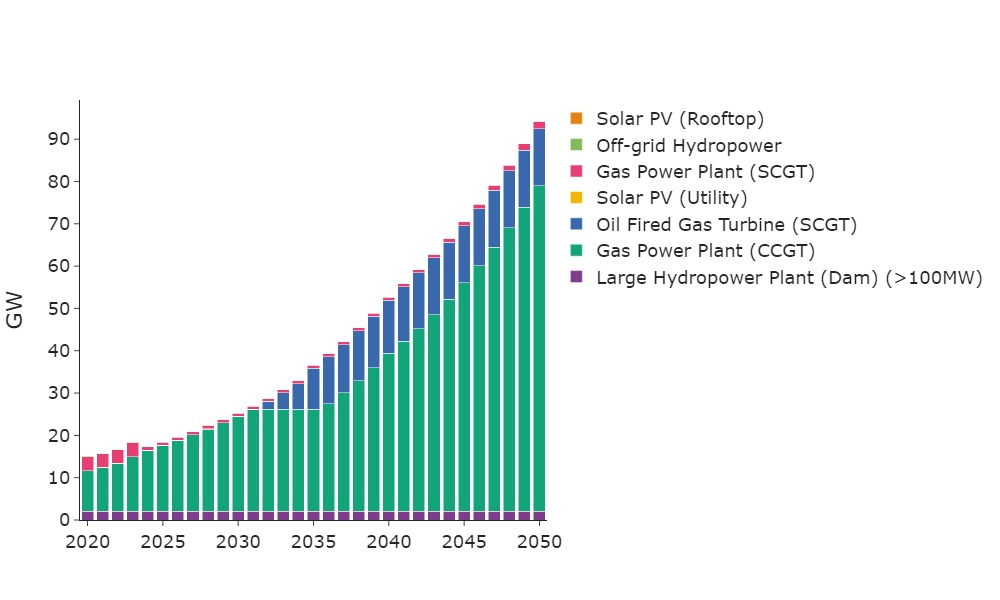 GW
90
80
70
60
50
40
30
20
10
0
2020 2025 2030 2035 2040 2045 2050
Solar PV (Rooftop)
Off-grid Hydropower
Gas Power Plant (SCGT)
Solar PV (Utility)
Oil Fired Gas Turbine (SCGT)
Gas Power Plant (CCGT)
Large Hydropower Plant (Dam) (>100MW)